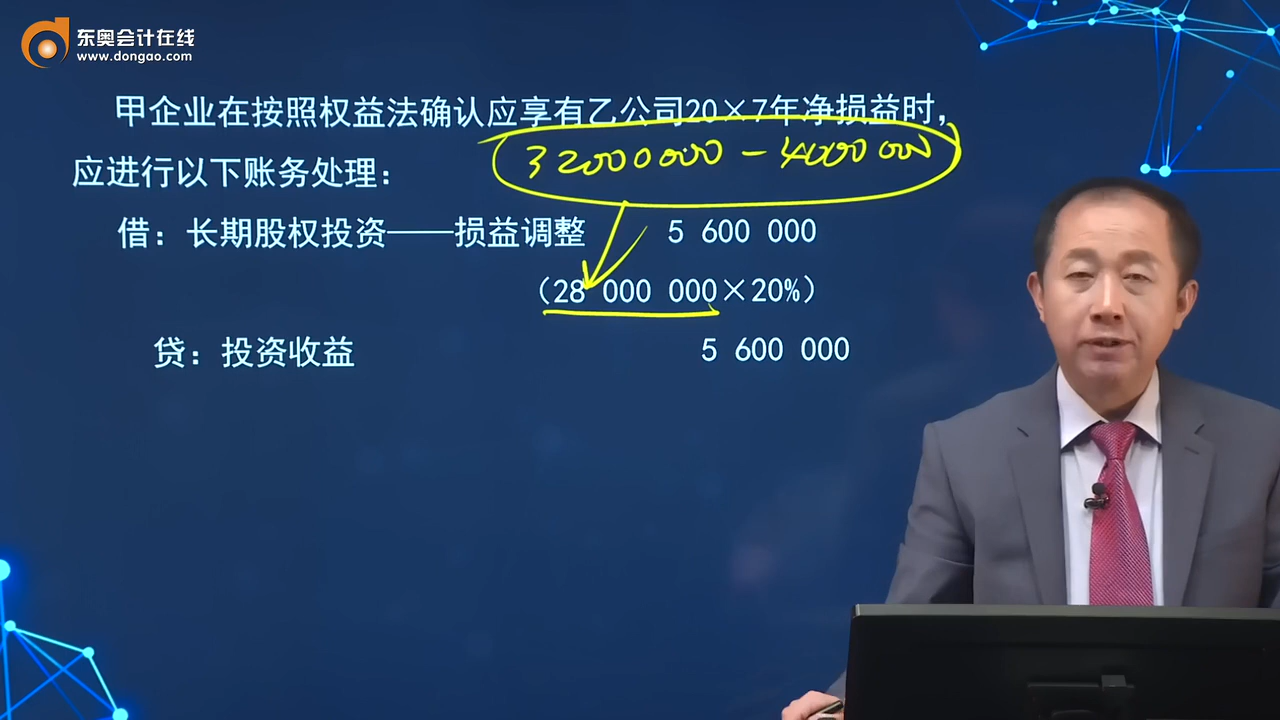 东奥会计在线
www.dongao.com
甲企业在按照权益法确认应享有乙公司20×7年净损益时，
32000000-4000000
应进行以下账务处理：
借：长期股权投资——损益调整 5 600 000
（28 000 000×20%）
贷：投资收益 5 600 000